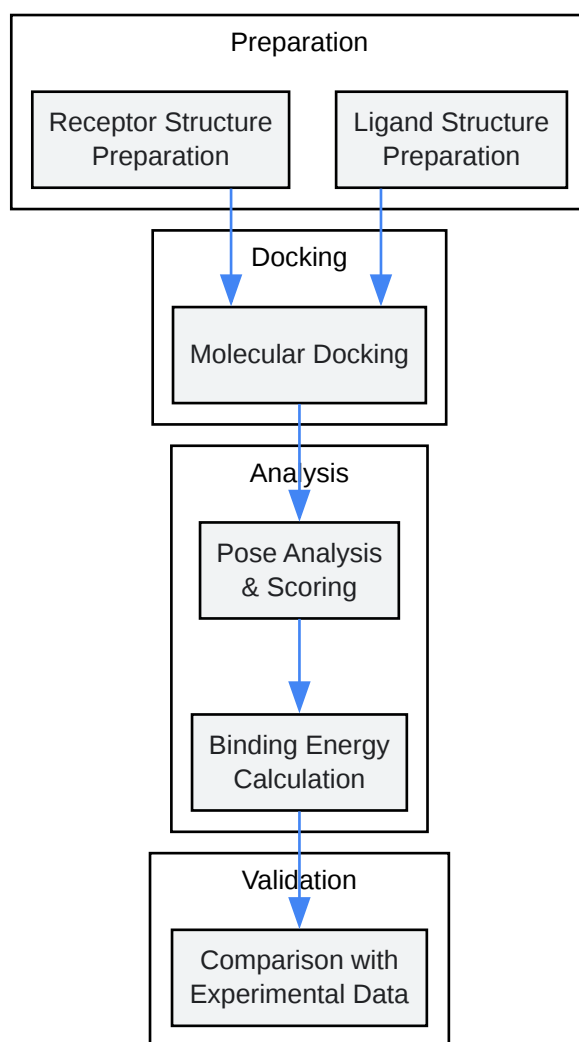 Preparation
Receptor Structure
Preparation
Ligand Structure
Preparation
Docking
Molecular Docking
Analysis
Pose Analysis
& Scoring
Binding Energy
Calculation
Validation
Comparison with
Experimental Data